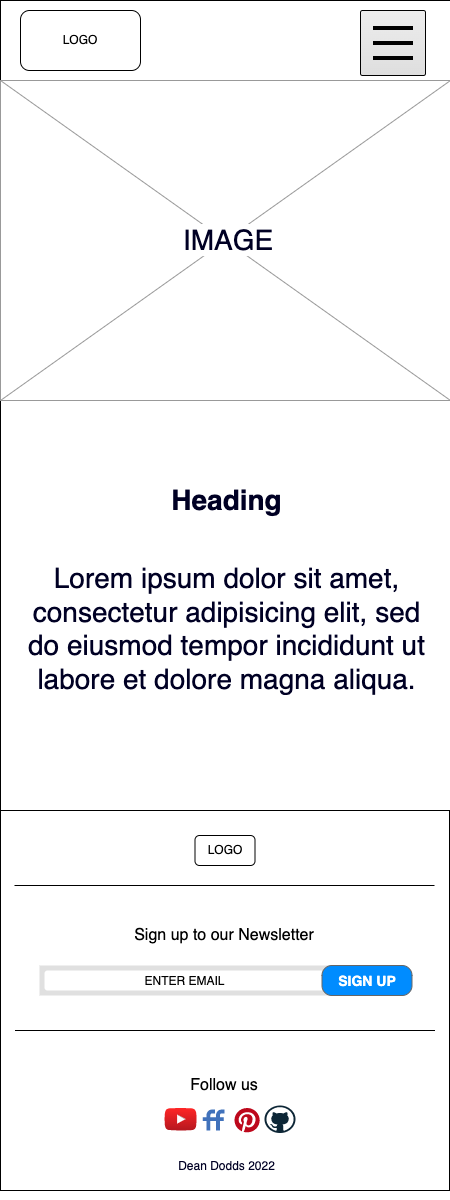 LOGO
IMAGE
Heading
Lorem ipsum dolor sit amet,
consectetur adipisicing elit, sed
do eiusmod tempor incididunt ut
labore et dolore magna aliqua.
LOGO
Sign up to our Newsletter
ENTER EMAIL
SIGN UP
Follow us
ff
Dean Dodds 2022